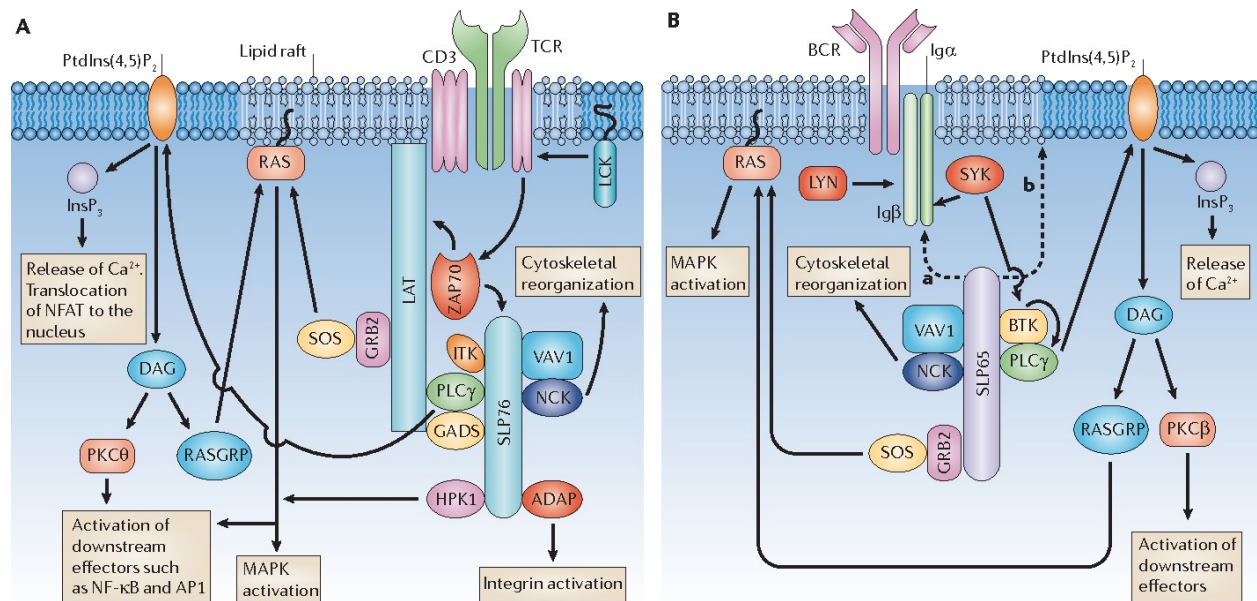 A
PtdIns(4,5)P₂
Lipid raft
CD3
TCR
RAS
LCK
InsP₃
LAT
ZAP70
Release of Ca²⁺.
Translocation
of NFAT to the
nucleus
Cytoskeletal
reorganization
SOS
GRB2
ITK
VAV1
DAG
PLCγ
NCK
SLP76
GADS
PKCθ
RASGRP
HPK1
ADAP
Activation of
downstream
effectors such
as NF-κB and AP1
MAPK
activation
Integrin activation
B
BCR
Igα
PtdIns(4,5)P₂
RAS
LYN
SYK
b
Igβ
InsP₃
MAPK
activation
Cytoskeletal
reorganization
a
Release
of Ca²⁺
VAV1
BTK
DAG
NCK
SLP65
PLCγ
SOS
GRB2
RASGRP
PKCβ
Activation of
downstream
effectors